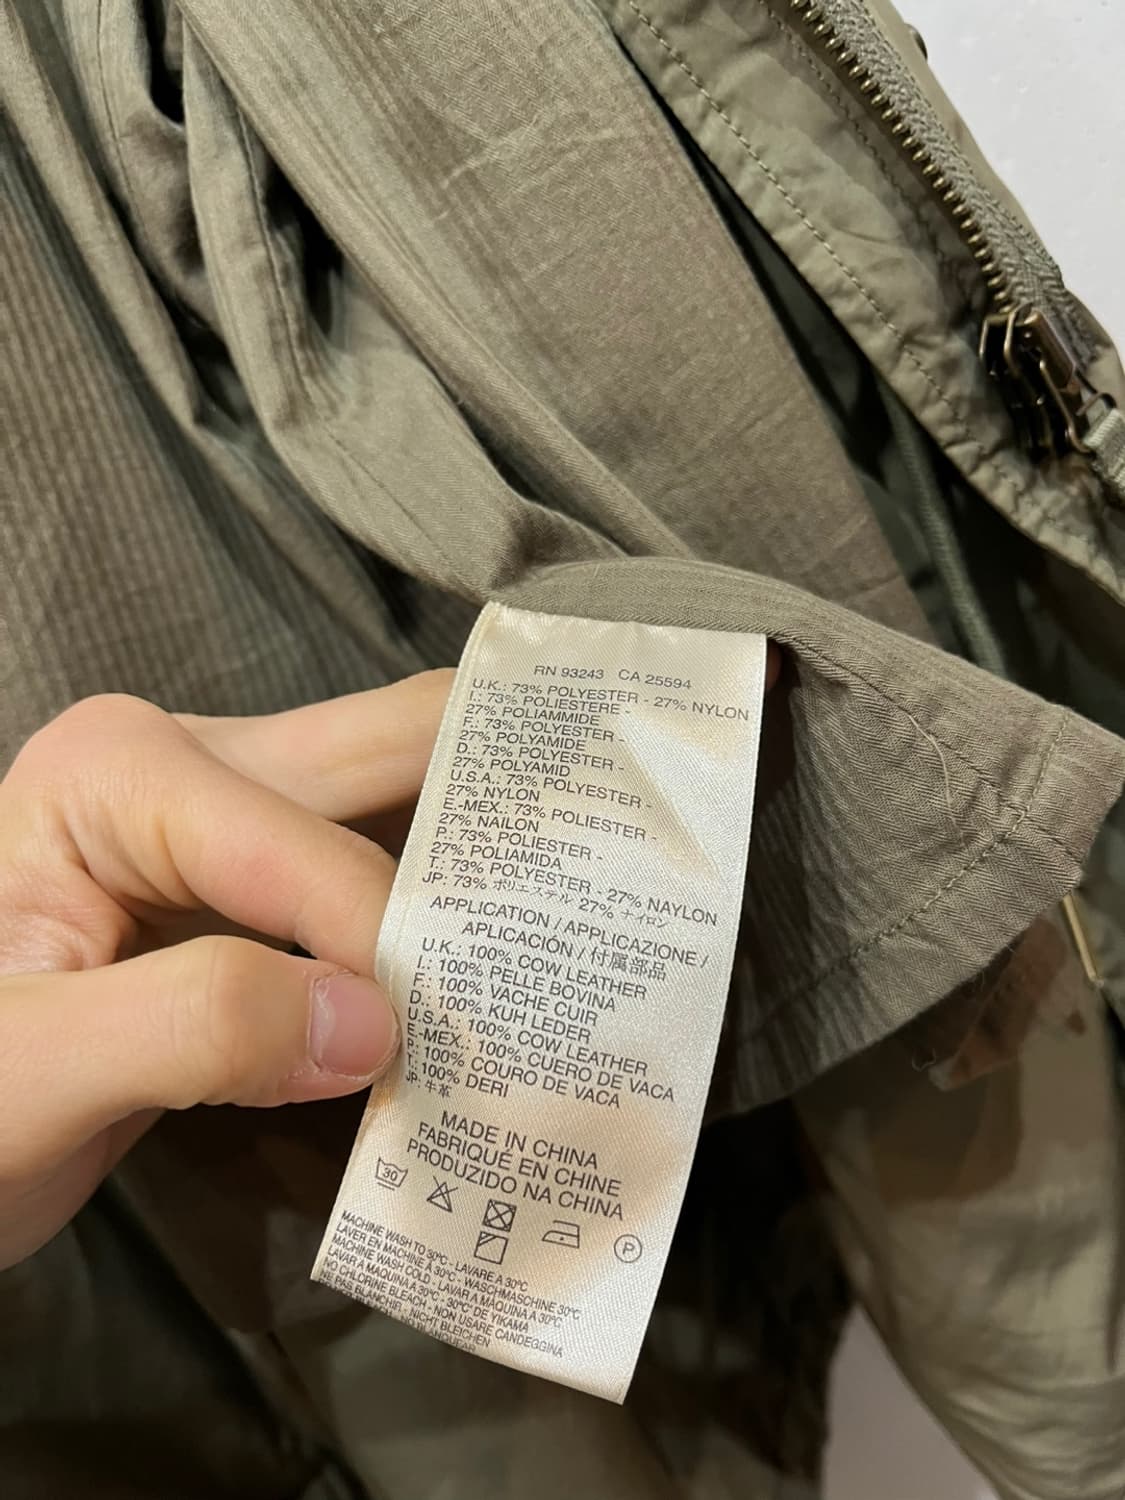 RN 93243 CA 25594
U.K.: 73% POLYESTER - 27% NYLON
I.: 73% POLIESTERE -
27% POLIAMMIDE
F.: 73% POLYESTER -
27% POLYAMIDE
D.: 73% POLYESTER -
27% POLYAMID
U.S.A.: 73% POLYESTER -
27% NYLON
E.-MEX.: 73% POLIESTER -
27% NAILON
P.: 73% POLIESTER -
27% POLIAMIDA
T.: 73% POLYESTER - 27% NAYLON
JP: 73% ポリエステル 27% ナイロン
APPLICATION / APPLICAZIONE /
APLICACIÓN / 付属部品
U.K.: 100% COW LEATHER
I.: 100% PELLE BOVINA
F.: 100% VACHE CUIR
D.: 100% KUH LEDER
U.S.A.: 100% COW LEATHER
E.-MEX.: 100% CUERO DE VACA
P.: 100% COURO DE VACA
T.: 100% DERI
JP: 牛革
MADE IN CHINA
FABRIQUÉ EN CHINE
PRODUZIDO NA CHINA
30
P
MACHINE WASH TO 30°C - LAVARE A 30°C
LAVER EN MACHINE A 30°C - WASCHMASCHINE 30°C
MACHINE WASH COLD - LAVAR A MAQUINA A 30°C
LAVAR A MAQUINA A 30°C - 30°C DE YIKAMA
NO CHLORINE BLEACH - NON USARE CANDEGGINA
NE PAS BLANCHIR - NICHT BLEICHEN